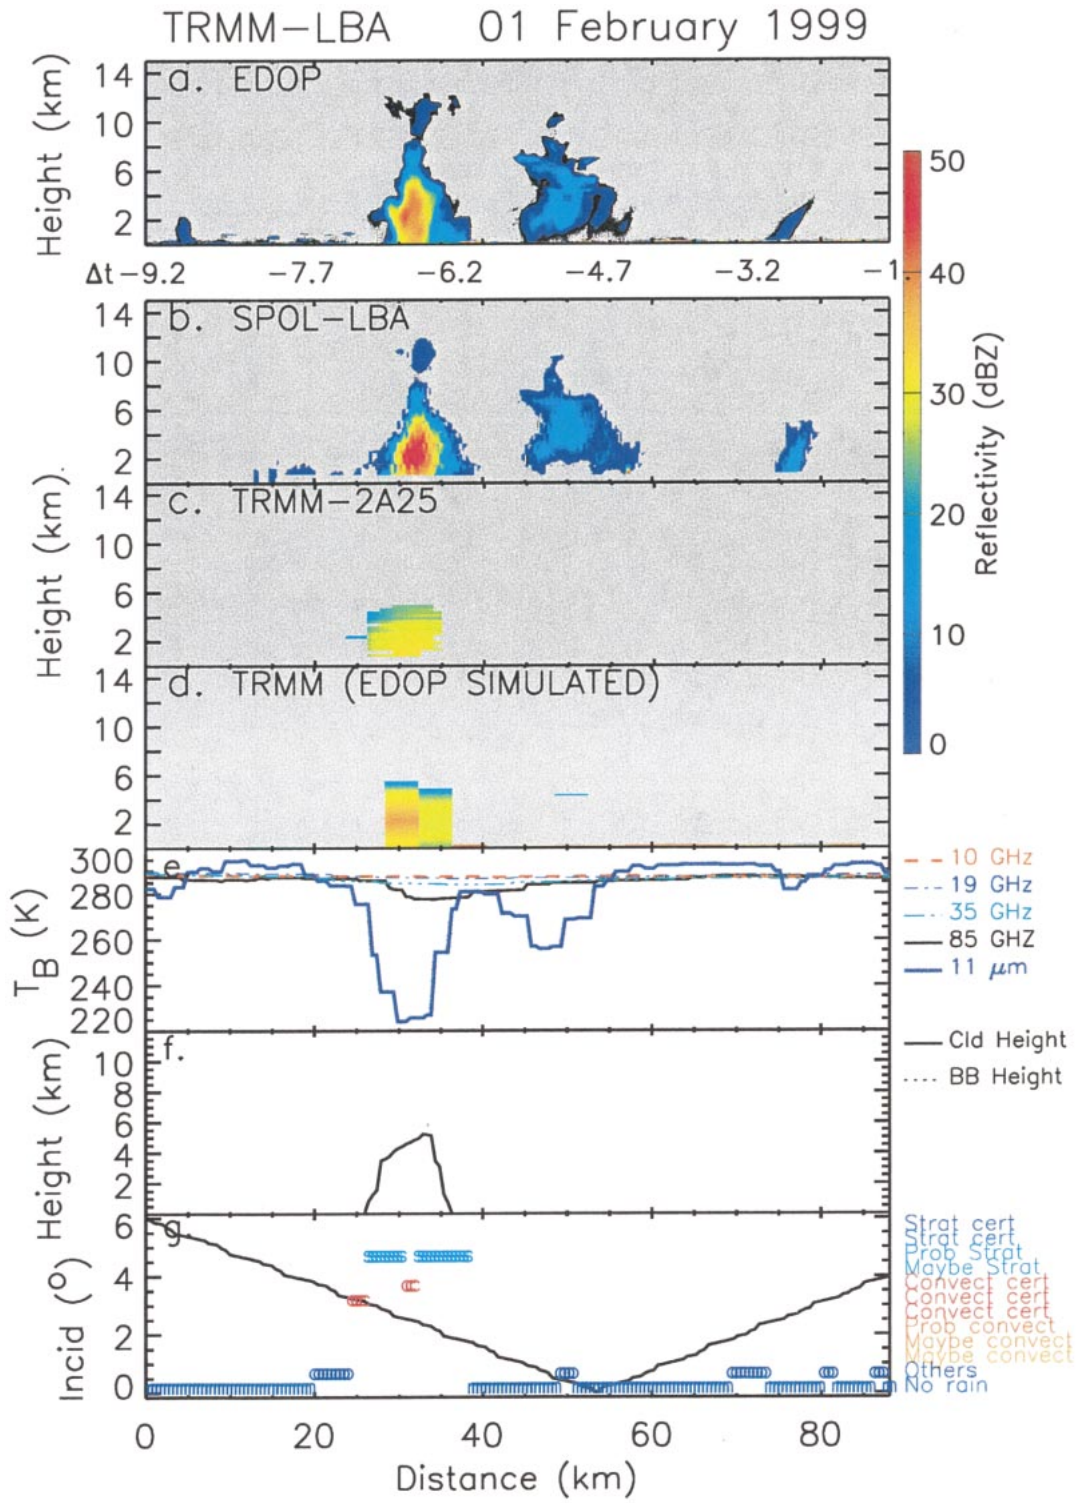 TRMM-LBA 01 February 1999
a. EDOP
Height (km)
14
10
6
2
Δt -9.2 -7.7 -6.2 -4.7 -3.2 -1.
b. SPOL-LBA
14
10
6
2
Height (km).
c. TRMM-2A25
14
10
6
2
d. TRMM (EDOP SIMULATED)
14
10
6
2
50
40
30
20
10
0
Reflectivity (dBZ)
e
TB (K)
300
280
260
240
220
10 GHz
19 GHz
35 GHz
85 GHZ
11 μm
f.
Height (km)
10
8
6
4
2
Cld Height
BB Height
g.
Incid (°)
6
4
2
0
Strat cert
Strat cert
Prob Strat
Maybe Strat
Convect cert
Convect cert
Convect cert
Prob convect
Maybe convect
Maybe convect
Others
No rain
0 20 40 60 80
Distance (km)